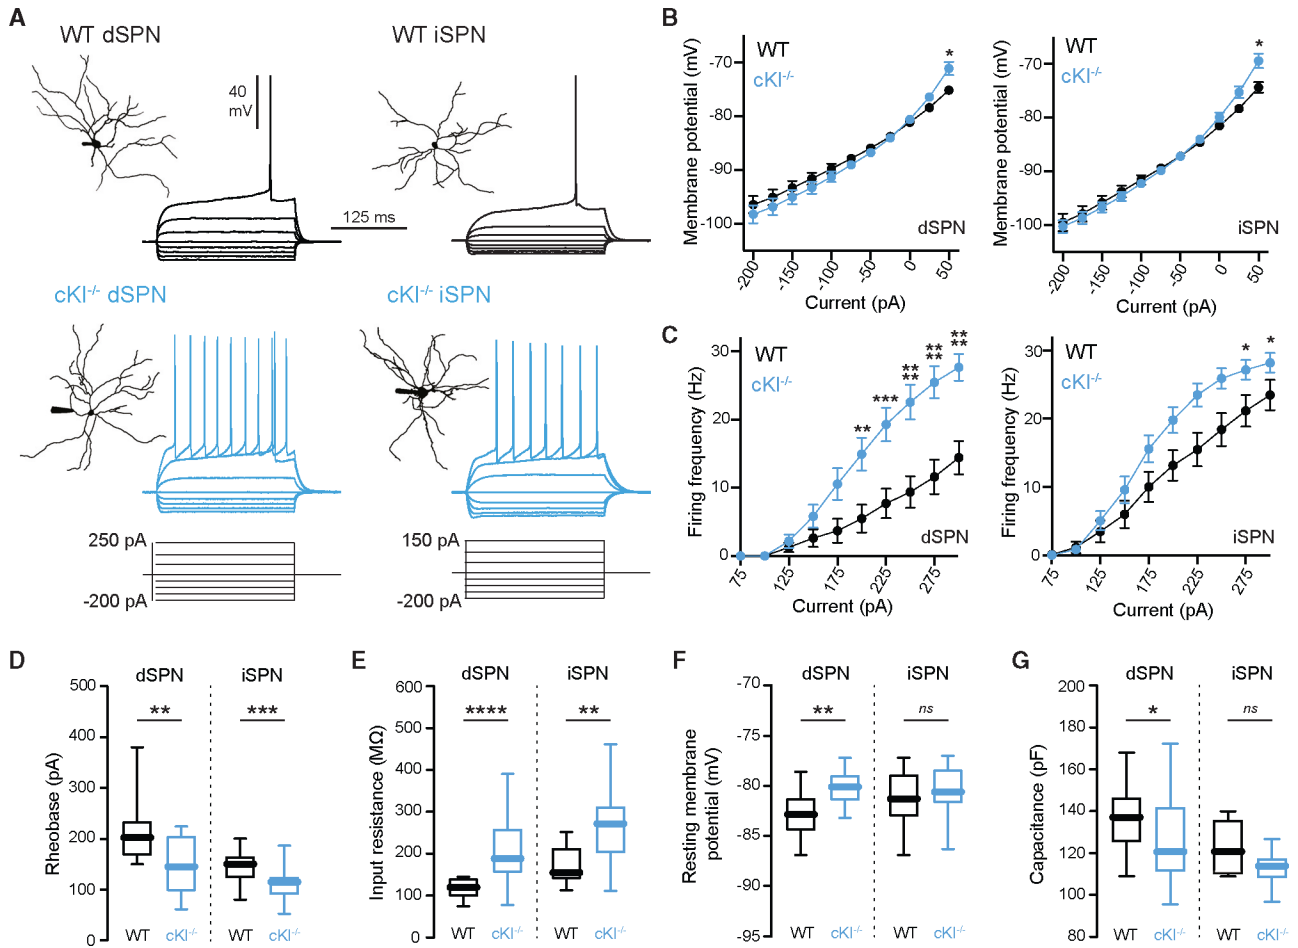 A
WT dSPN
WT iSPN
40
mV
125 ms
cKI-/- dSPN
cKI-/- iSPN
250 pA
-200 pA
150 pA
-200 pA
B
Membrane potential (mV)
-70
-80
-90
-100
WT
cKI-/-
*
dSPN
-200
-150
-100
-50
0
50
Current (pA)
Membrane potential (mV)
-70
-80
-90
-100
WT
cKI-/-
*
iSPN
-200
-150
-100
-50
0
50
Current (pA)
C
Firing frequency (Hz)
30
20
10
0
WT
cKI-/-
**
***
**
**
**
**
**
**
dSPN
75
125
175
225
275
Current (pA)
Firing frequency (Hz)
30
20
10
0
WT
cKI-/-
*
*
iSPN
75
125
175
225
275
Current (pA)
D
dSPN
iSPN
**
***
Rheobase (pA)
500
400
300
200
100
0
WT
cKI-/-
WT
cKI-/-
E
dSPN
iSPN
****
**
Input resistance (MΩ)
600
500
400
300
200
100
0
WT
cKI-/-
WT
cKI-/-
F
dSPN
iSPN
**
ns
Resting membrane
potential (mV)
-70
-75
-80
-85
-90
-95
WT
cKI-/-
WT
cKI-/-
G
dSPN
iSPN
*
ns
Capacitance (pF)
200
180
160
140
120
100
80
WT
cKI-/-
WT
cKI-/-